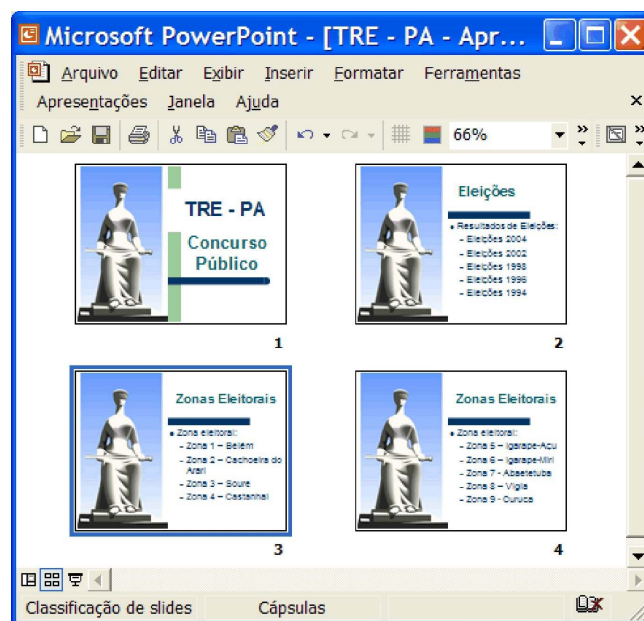 Microsoft PowerPoint - [TRE - PA - Apr...
Arquivo Editar Exibir Inserir Formatar Ferramentas
Apresentações Janela Ajuda
66%
TRE - PA
Concurso
Público
1
Eleições
Resultados de Eleições:
- Eleições 2004
- Eleições 2002
- Eleições 1998
- Eleições 1996
- Eleições 1994
2
Zonas Eleitorais
Zona eleitoral:
- Zona 1 – Belém
- Zona 2 – Cachoeira do
Arari
- Zona 3 – Soure
- Zona 4 – Castanhal
3
Zonas Eleitorais
Zona eleitoral:
- Zona 5 – Igarape-Açu
- Zona 6 – Igarape-Miri
- Zona 7 - Abaetetuba
- Zona 8 – Vigia
- Zona 9 - Curuca
4
Classificação de slides Cápsulas